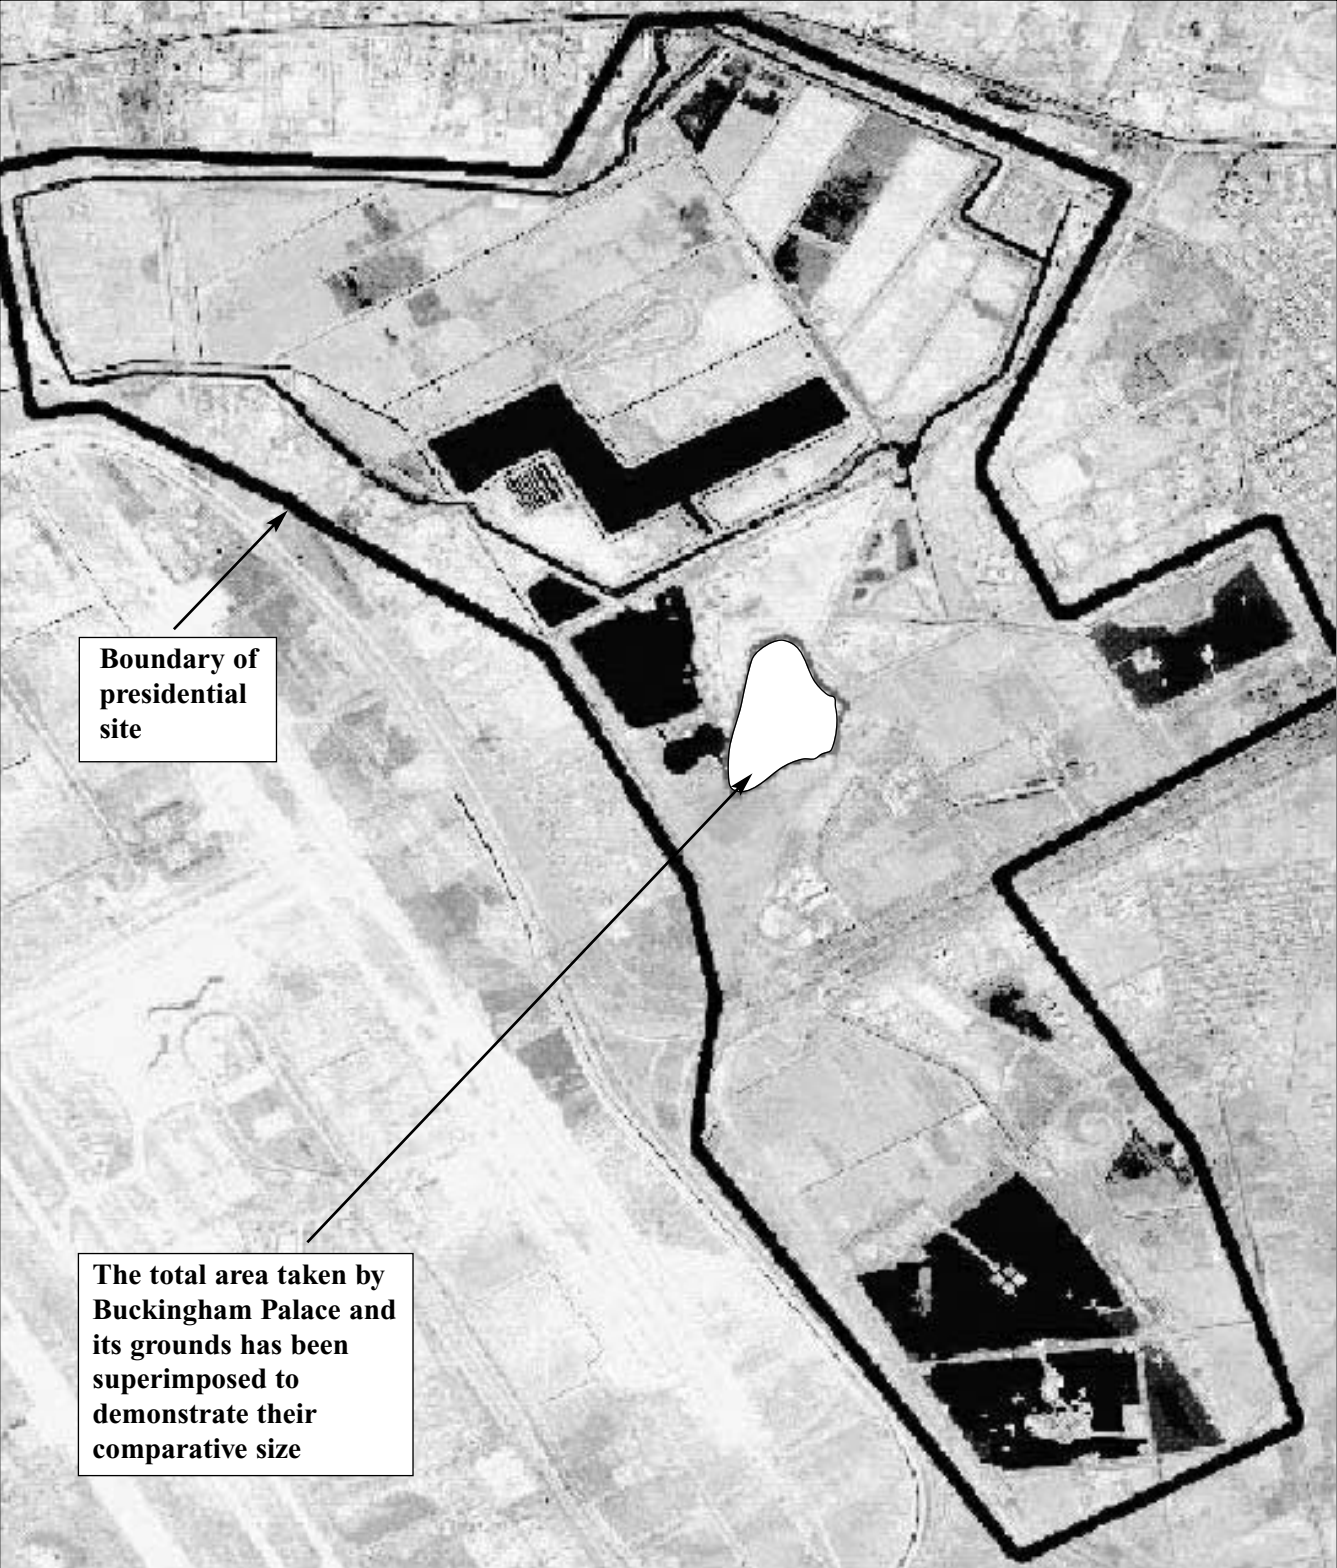 Boundary of
presidential
site
The total area taken by
Buckingham Palace and
its grounds has been
superimposed to
demonstrate their
comparative size